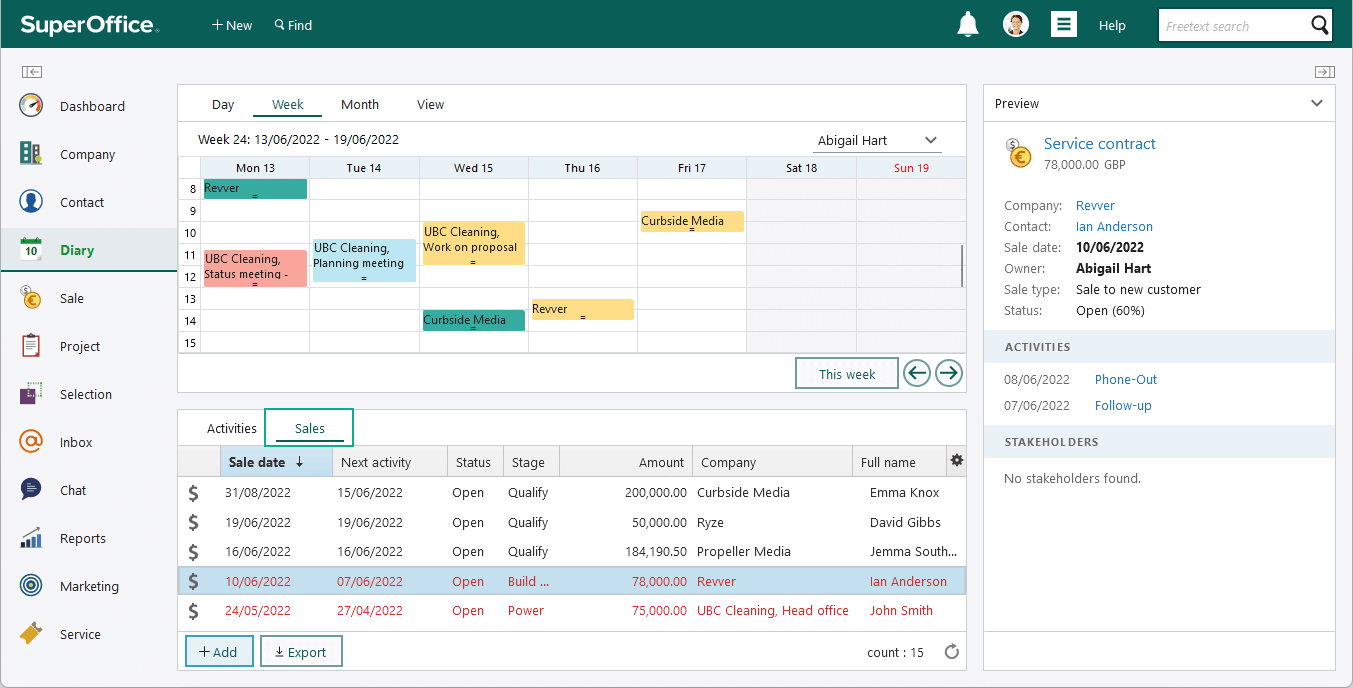 SuperOffice
+ New
Find
Help
Freetext search
Dashboard
Company
Contact
10
Diary
Sale
Project
Selection
Inbox
Chat
Reports
Marketing
Service
Day Week Month View
Week 24: 13/06/2022 - 19/06/2022
Abigail Hart
Mon 13 Tue 14 Wed 15 Thu 16 Fri 17 Sat 18 Sun 19
8
9
10
11
12
13
14
15
Revver
UBC Cleaning,
Status meeting -
UBC Cleaning,
Planning meeting
UBC Cleaning,
Work on proposal
Curbside Media
Revver
Curbside Media
This week
Activities Sales
Sale date ↓ Next activity Status Stage Amount Company Full name
$ 31/08/2022 15/06/2022 Open Qualify 200,000.00 Curbside Media Emma Knox
$ 19/06/2022 19/06/2022 Open Qualify 50,000.00 Ryze David Gibbs
$ 16/06/2022 16/06/2022 Open Qualify 184,190.50 Propeller Media Jemma South...
$ 10/06/2022 07/06/2022 Open Build ... 78,000.00 Revver Ian Anderson
$ 24/05/2022 27/04/2022 Open Power 75,000.00 UBC Cleaning, Head office John Smith
+ Add
Export
count : 15
Preview
Service contract
78,000.00 GBP
Company: Revver
Contact: Ian Anderson
Sale date: 10/06/2022
Owner: Abigail Hart
Sale type: Sale to new customer
Status: Open (60%)
ACTIVITIES
08/06/2022 Phone-Out
07/06/2022 Follow-up
STAKEHOLDERS
No stakeholders found.